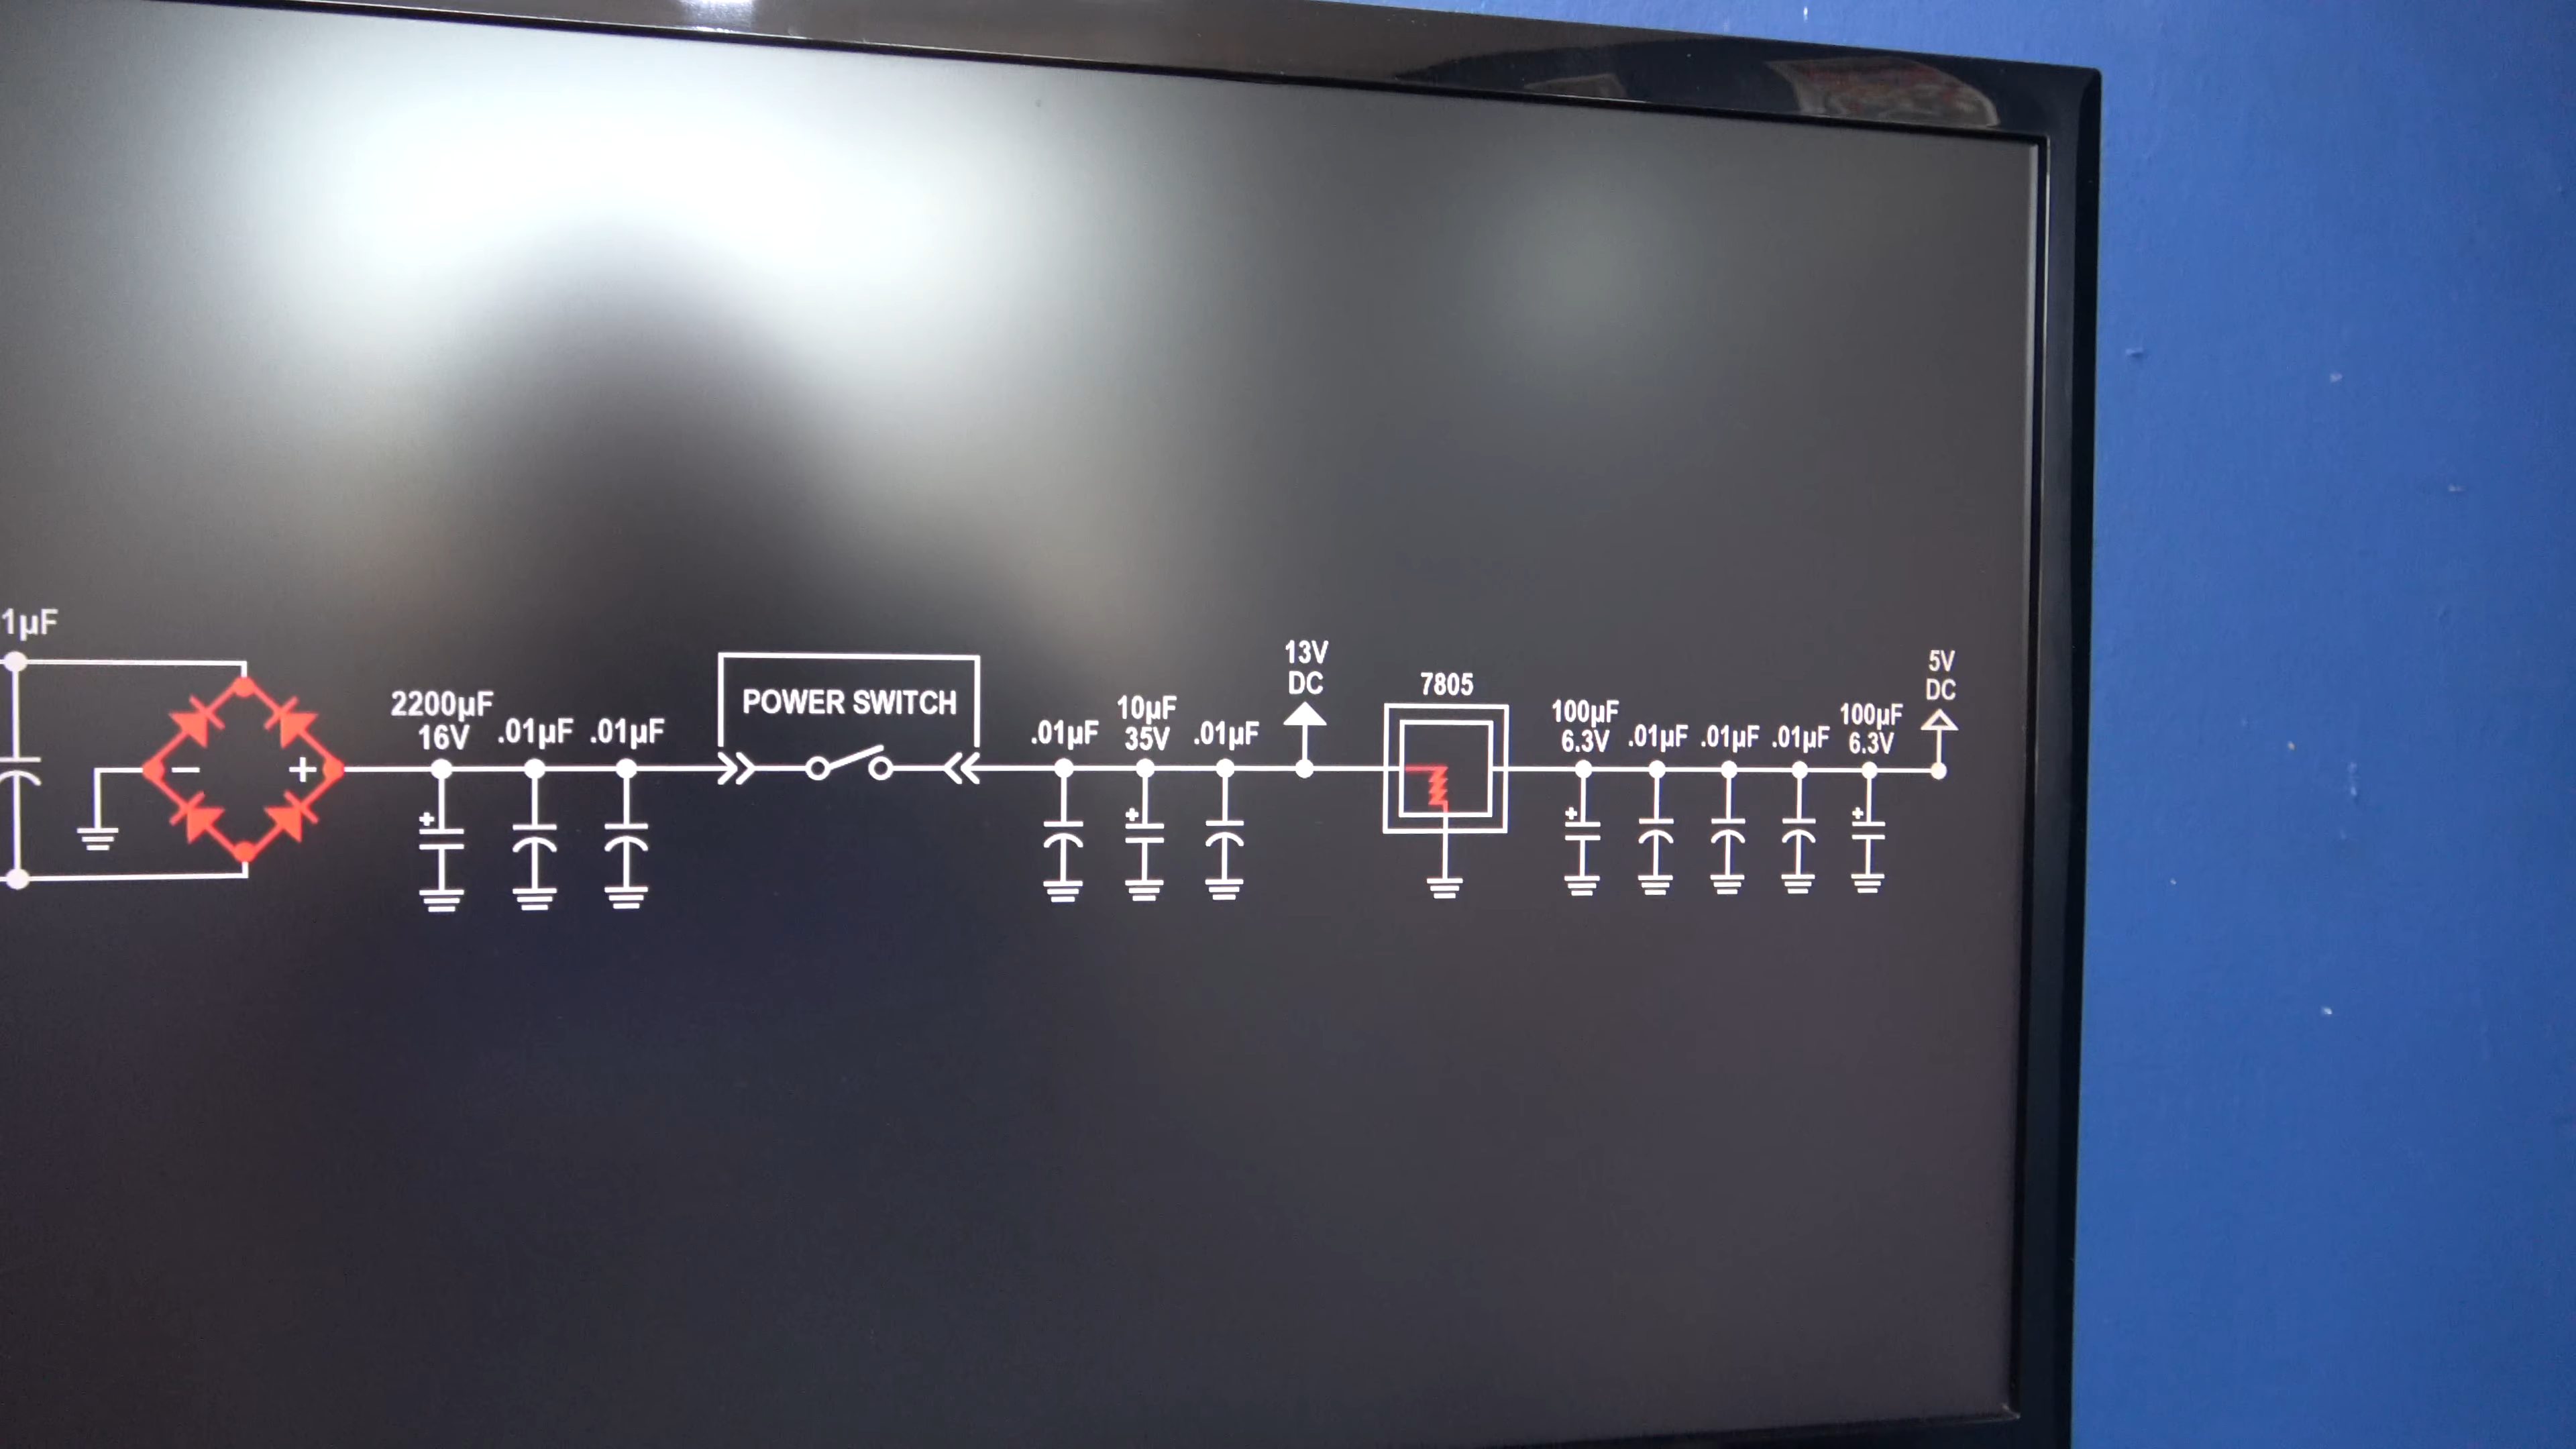 1µF
2200µF
16V
.01µF
.01µF
POWER SWITCH
.01µF
10µF
35V
.01µF
13V
DC
7805
100µF
6.3V
.01µF
.01µF
.01µF
100µF
6.3V
5V
DC